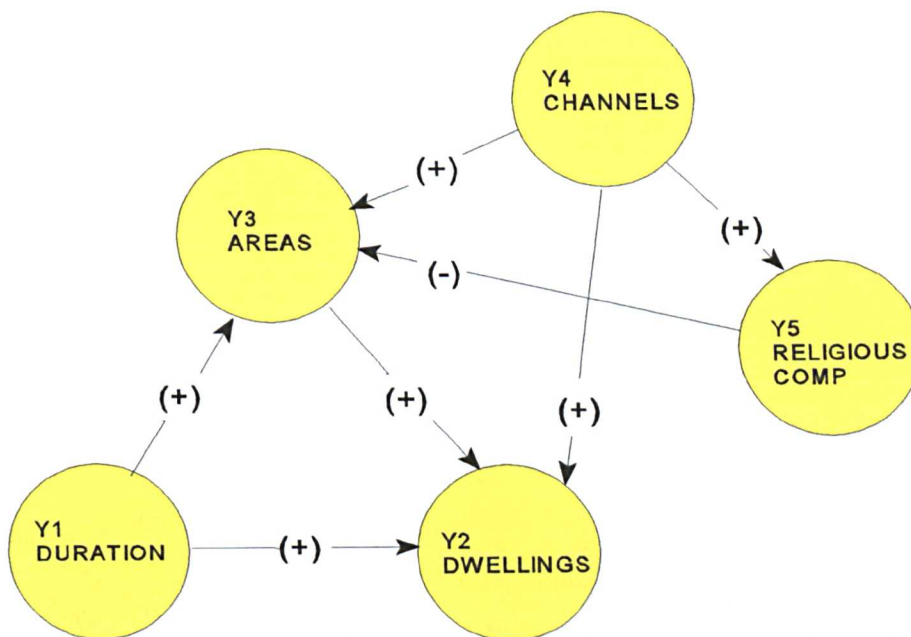 Y4
CHANNELS
(+)
Y3
AREAS
(+)
(-)
Y5
RELIGIOUS
COMP
(+)
(+)
(+)
Y1
DURATION
(+)
Y2
DWELLINGS